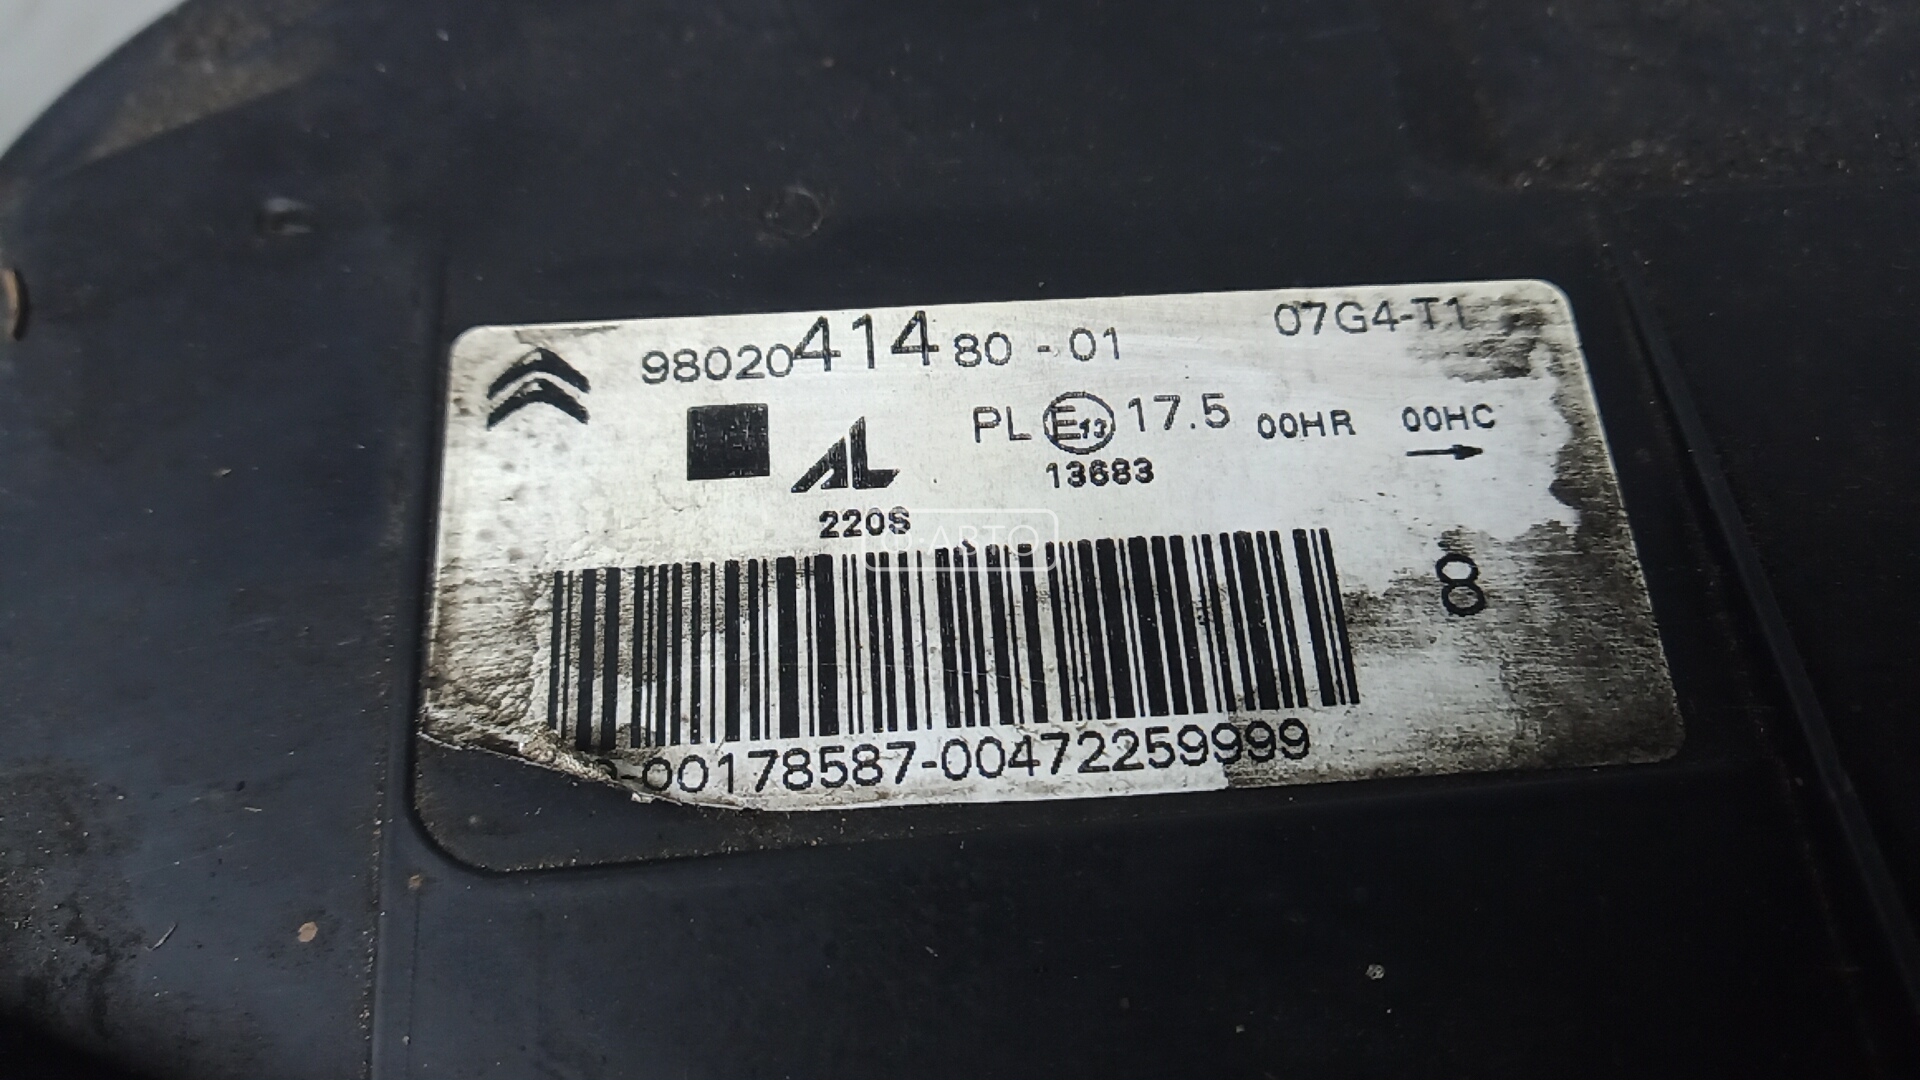 9802041480-01 07G4-T1
PL E13 17.5 00HR 00HC
13683
AL
220S
8
-00178587-00472259999